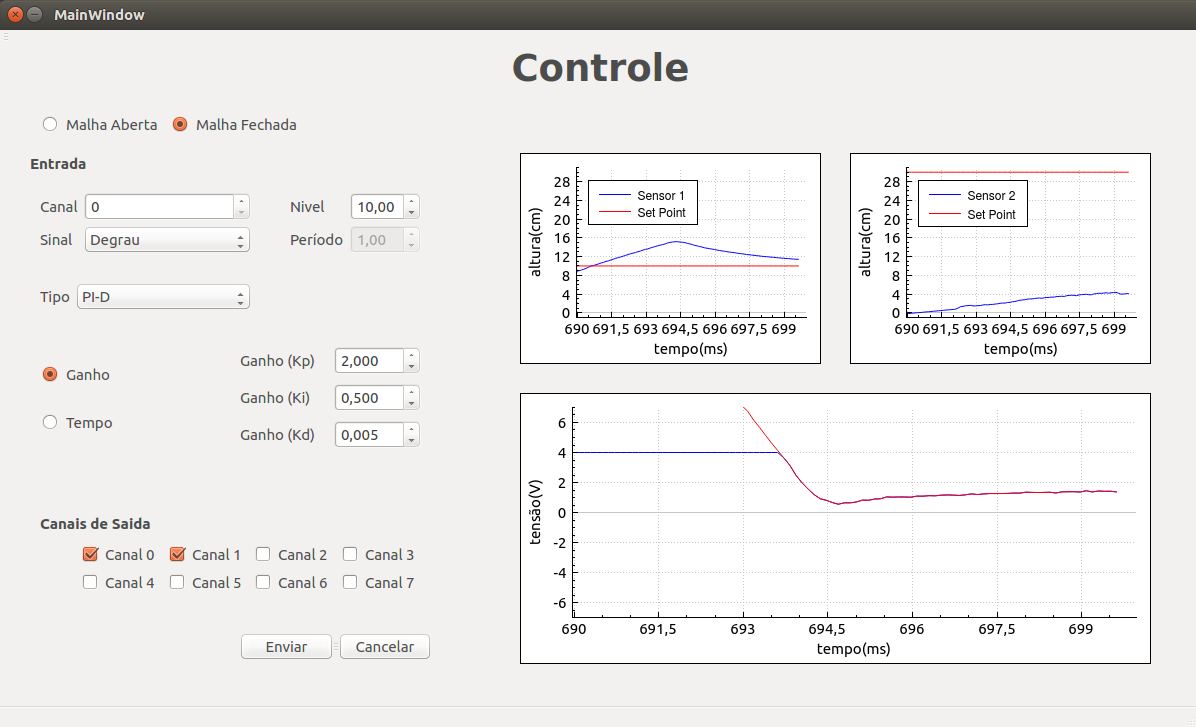 MainWindow
Controle
Malha Aberta Malha Fechada
Entrada
Canal 0 Nivel 10,00
Sinal Degrau Período 1,00
Tipo PI-D
Ganho
Tempo
Ganho (Kp) 2,000
Ganho (Ki) 0,500
Ganho (Kd) 0,005
Canais de Saida
Canal 0 Canal 1 Canal 2 Canal 3
Canal 4 Canal 5 Canal 6 Canal 7
Enviar Cancelar
altura(cm)
28
24
20
16
12
8
4
0
Sensor 1
Set Point
690 691,5 693 694,5 696 697,5 699
tempo(ms)
altura(cm)
28
24
20
16
12
8
4
0
Sensor 2
Set Point
690 691,5 693 694,5 696 697,5 699
tempo(ms)
tensão(V)
6
4
2
0
-2
-4
-6
690 691,5 693 694,5 696 697,5 699
tempo(ms)